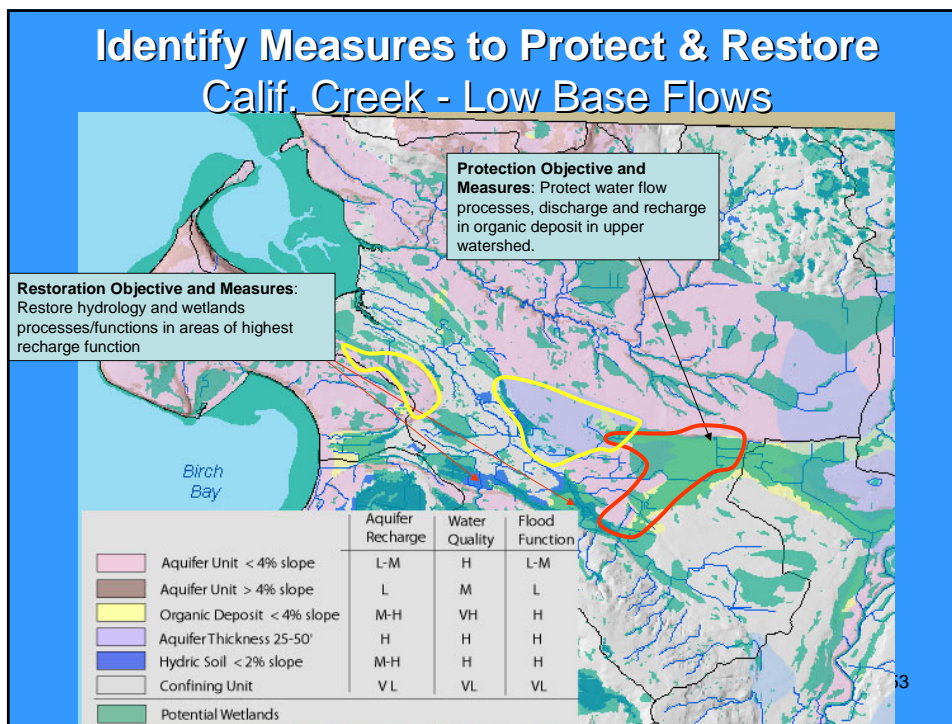 Identify Measures to Protect & Restore
Calif. Creek - Low Base Flows
Protection Objective and
Measures: Protect water flow
processes, discharge and recharge
in organic deposit in upper
watershed.
Restoration Objective and Measures:
Restore hydrology and wetlands
processes/functions in areas of highest
recharge function
Birch
Bay
Aquifer Recharge Water Quality Flood Function
Aquifer Unit < 4% slope L-M H L-M
Aquifer Unit > 4% slope L M L
Organic Deposit < 4% slope M-H VH H
Aquifer Thickness 25-50' H H H
Hydric Soil < 2% slope M-H H H
Confining Unit VL VL VL
Potential Wetlands
53